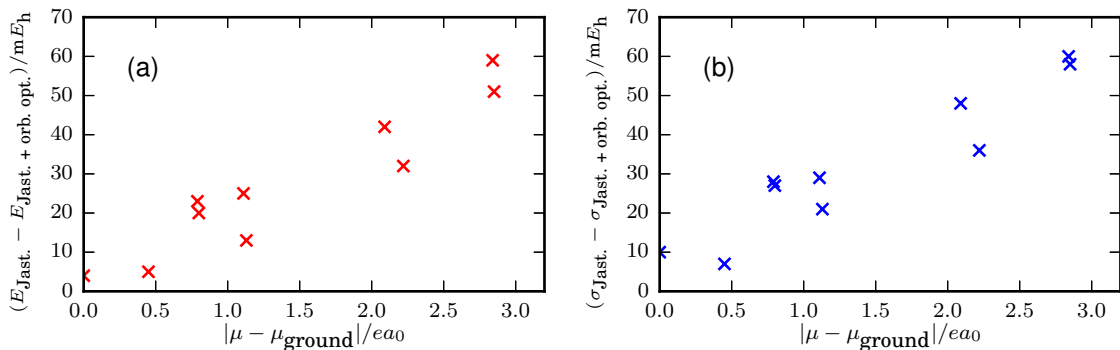 (a)
(E_Jast. − E_Jast. + orb. opt.)/mE_h
70
60
50
40
30
20
10
0
0.0 0.5 1.0 1.5 2.0 2.5 3.0
|μ − μ_ground|/ea_0
(b)
(σ_Jast. − σ_Jast. + orb. opt.)/mE_h
70
60
50
40
30
20
10
0
0.0 0.5 1.0 1.5 2.0 2.5 3.0
|μ − μ_ground|/ea_0